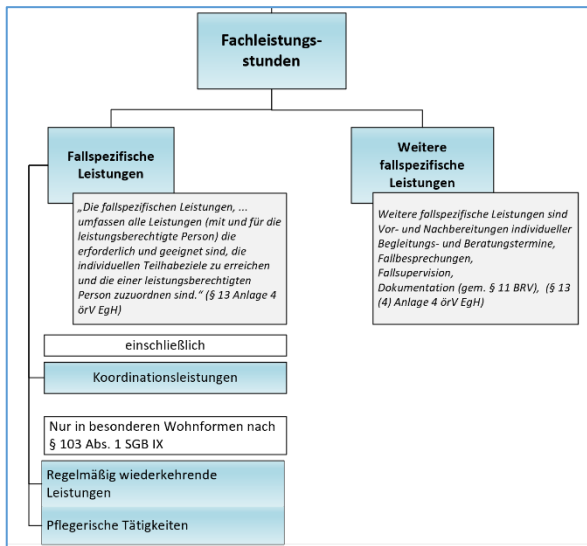 Fachleistungs-
stunden
Fallspezifische
Leistungen
„Die fallspezifischen Leistungen, ...
umfassen alle Leistungen (mit und für die
leistungsberechtigte Person) die
erforderlich und geeignet sind, die
individuellen Teilhabeziele zu erreichen
und die einer leistungsberechtigten
Person zuzuordnen sind.“ (§ 13 Anlage 4
örV EgH)
einschließlich
Koordinationsleistungen
Nur in besonderen Wohnformen nach
§ 103 Abs. 1 SGB IX
Regelmäßig wiederkehrende
Leistungen
Pflegerische Tätigkeiten
Weitere
fallspezifische
Leistungen
Weitere fallspezifische Leistungen sind
Vor- und Nachbereitungen individueller
Begleitungs- und Beratungstermine,
Fallbesprechungen,
Fallsupervision,
Dokumentation (gem. § 11 BRV), (§ 13
(4) Anlage 4 örV EgH)